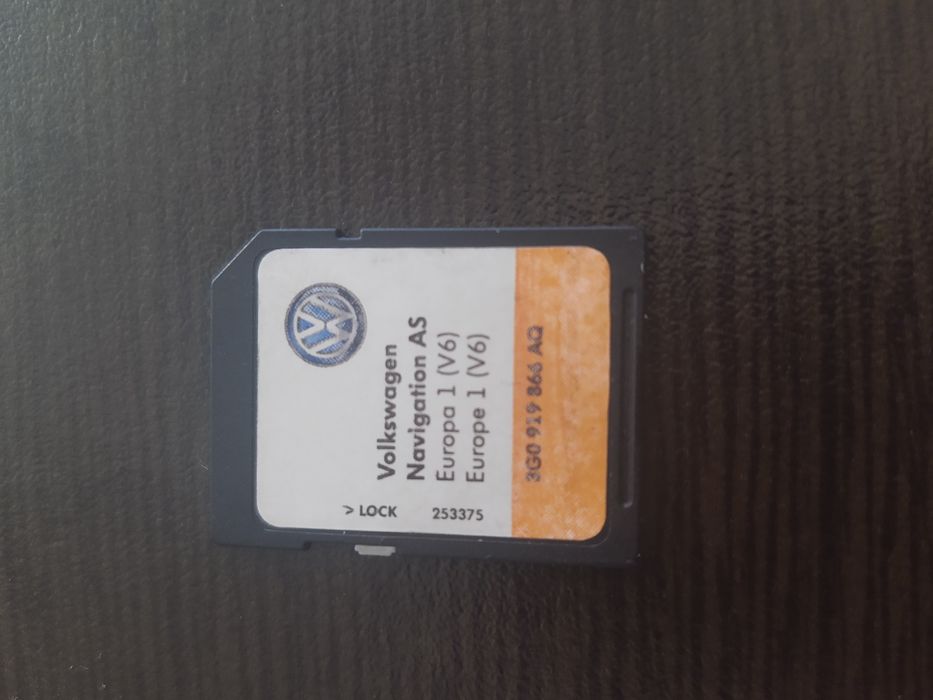 Volkswagen
Navigation AS
Europa 1 (V6)
Europe 1 (V6)
> LOCK
253375
3G0 919 866 AQ